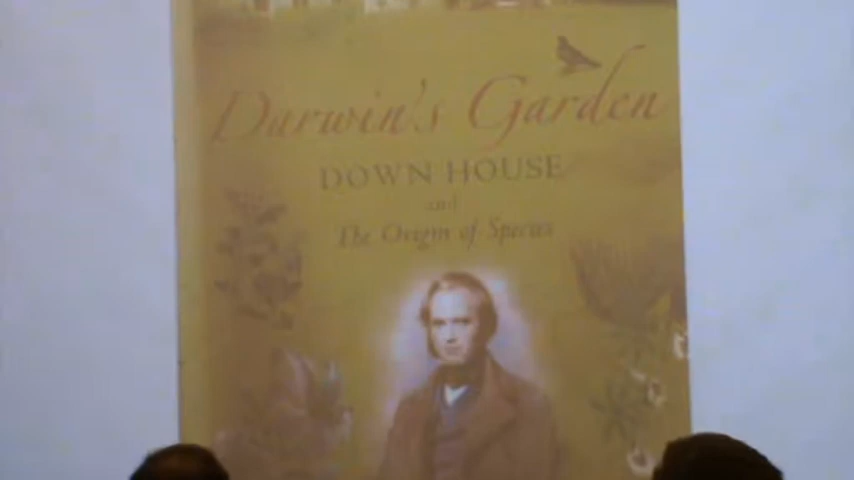 Darwin's Garden
DOWN HOUSE
and
The Origin of Species